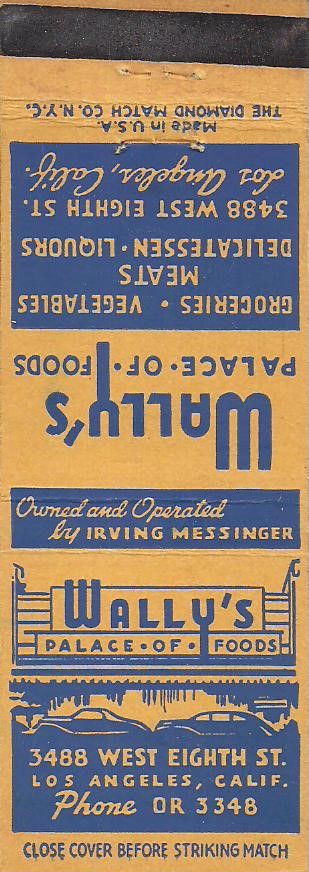 Made in U.S.A.
THE DIAMOND MATCH CO. N.Y.C.
WALLY'S
PALACE·OF·FOODS
GROCERIES • VEGETABLES
MEATS
DELICATESSEN·LIQUORS
3488 WEST EIGHTH ST.
Los Angeles, Calif.
Owned and Operated
by IRVING MESSINGER
WALLY'S
PALACE·OF·FOODS
3488 WEST EIGHTH ST.
LOS ANGELES, CALIF.
Phone DR 3348
CLOSE COVER BEFORE STRIKING MATCH